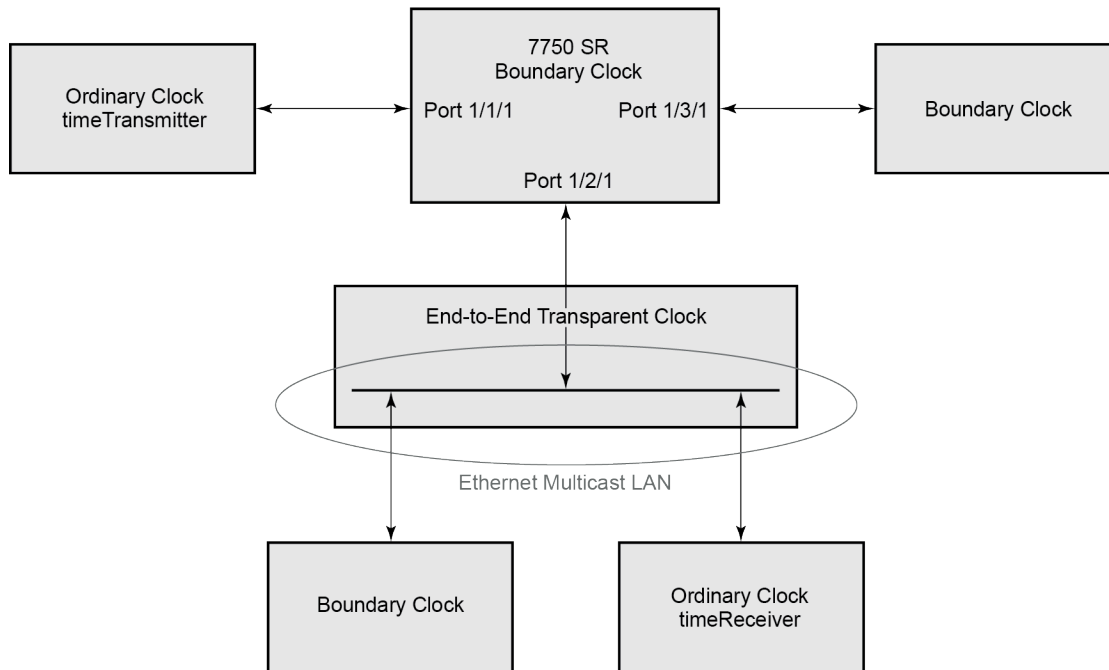 7750 SR
Boundary Clock
Ordinary Clock
timeTransmitter
Port 1/1/1
Port 1/3/1
Boundary Clock
Port 1/2/1
End-to-End Transparent Clock
Ethernet Multicast LAN
Boundary Clock
Ordinary Clock
timeReceiver